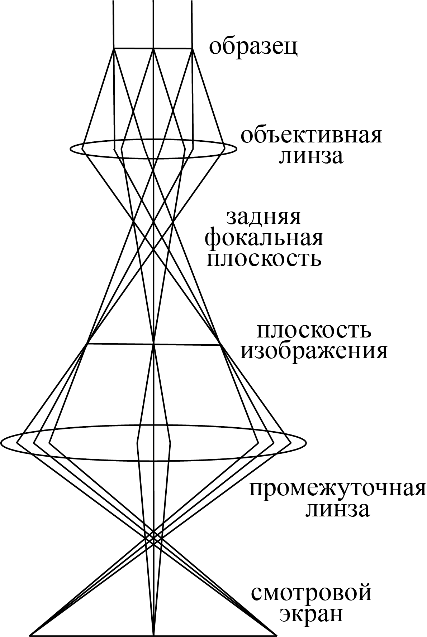 образец
объективная
линза
задняя
фокальная
плоскость
плоскость
изображения
промежуточная
линза
смотровой
экран